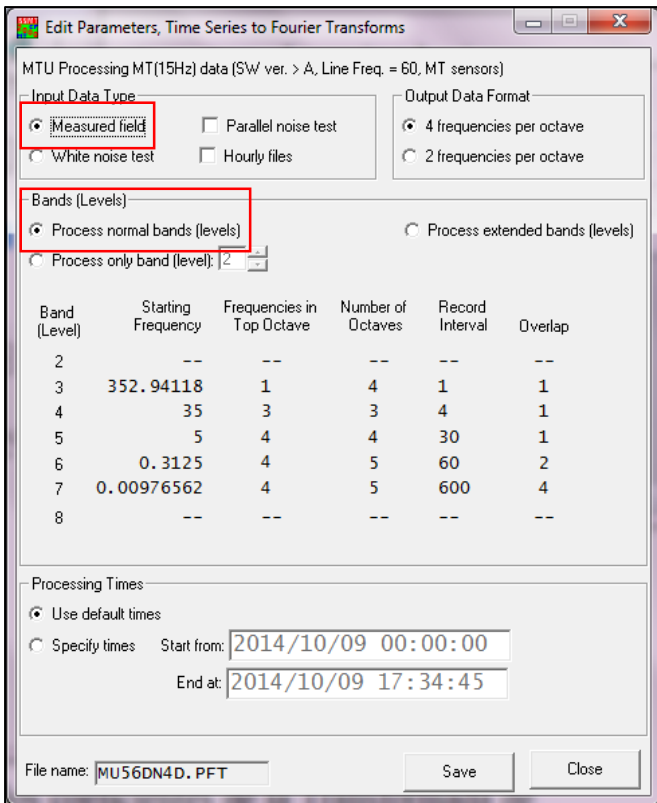 Edit Parameters, Time Series to Fourier Transforms
MTU Processing MT(15Hz) data (SW ver. > A, Line Freq. = 60, MT sensors)
Input Data Type
Measured field
Parallel noise test
White noise test
Hourly files
Output Data Format
4 frequencies per octave
2 frequencies per octave
Bands (Levels)
Process normal bands (levels)
Process extended bands (levels)
Process only band (level): 2
Band (Level) Starting Frequency Frequencies in Top Octave Number of Octaves Record Interval Overlap
2 -- -- -- -- --
3 352.94118 1 4 1 1
4 35 3 3 4 1
5 5 4 4 30 1
6 0.3125 4 5 60 2
7 0.00976562 4 5 600 4
8 -- -- -- -- --
Processing Times
Use default times
Specify times Start from: 2014/10/09 00:00:00
End at: 2014/10/09 17:34:45
File name: MU56DN4D.PFT Save Close